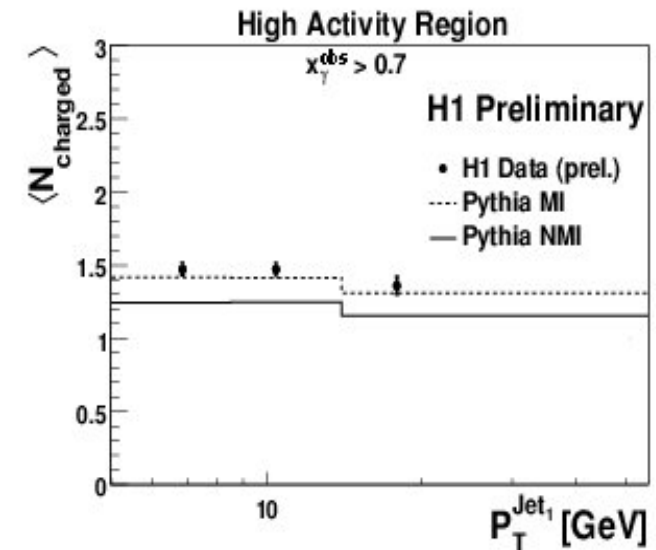 High Activity Region
x_γ^obs > 0.7
H1 Preliminary
H1 Data (prel.)
Pythia MI
Pythia NMI
⟨N_charged⟩
3
2.5
2
1.5
1
0.5
0
10
P_T^Jet₁ [GeV]